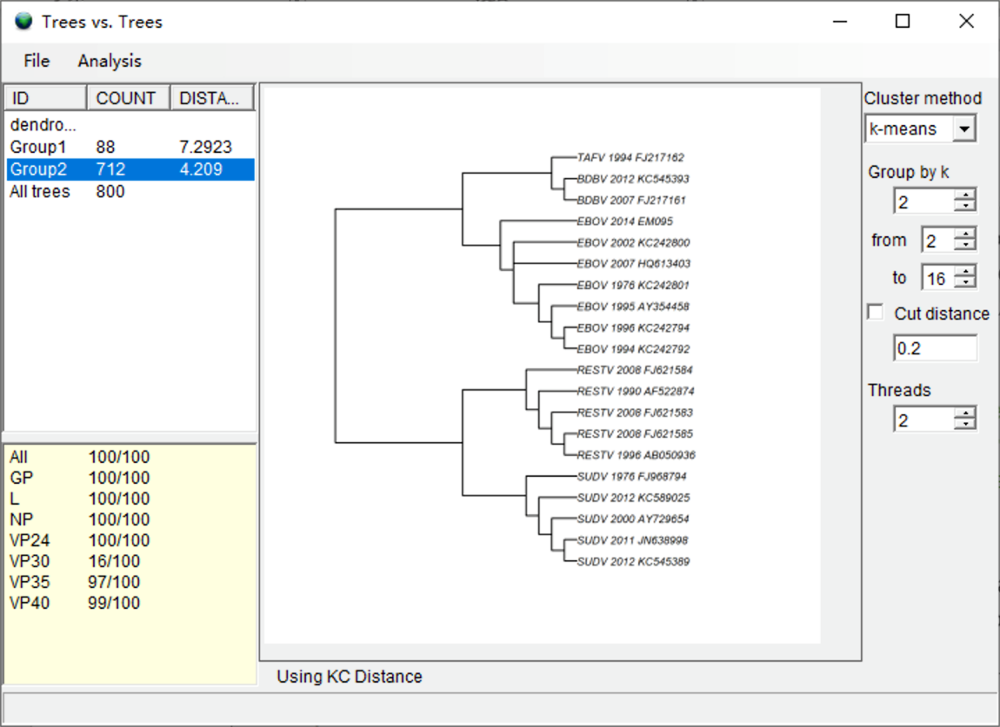 Trees vs. Trees
File Analysis
ID COUNT DISTA...
dendro...
Group1 88 7.2923
Group2 712 4.209
All trees 800
All 100/100
GP 100/100
L 100/100
NP 100/100
VP24 100/100
VP30 16/100
VP35 97/100
VP40 99/100
TAFV 1994 FJ217162
BDBV 2012 KC545393
BDBV 2007 FJ217161
EBOV 2014 EM095
EBOV 2002 KC242800
EBOV 2007 HQ613403
EBOV 1976 KC242801
EBOV 1995 AY354458
EBOV 1996 KC242794
EBOV 1994 KC242792
RESTV 2008 FJ621584
RESTV 1990 AF522874
RESTV 2008 FJ621583
RESTV 2008 FJ621585
RESTV 1996 AB050936
SUDV 1976 FJ968794
SUDV 2012 KC589025
SUDV 2000 AY729654
SUDV 2011 JN638998
SUDV 2012 KC545389
Using KC Distance
Cluster method
k-means
Group by k
2
from 2
to 16
Cut distance
0.2
Threads
2